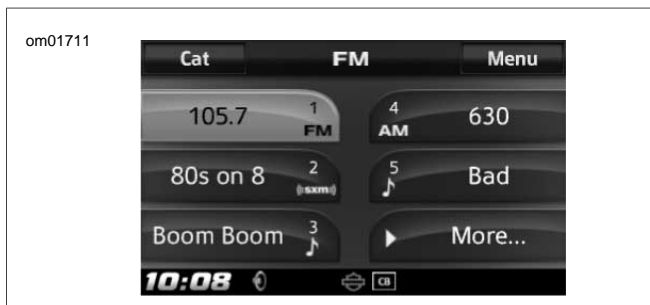 om01711
Cat FM Menu
105.7 1 FM 4 AM 630
80s on 8 2 ((sxm)) 5 Bad
Boom Boom 3 More...
10:08 CB